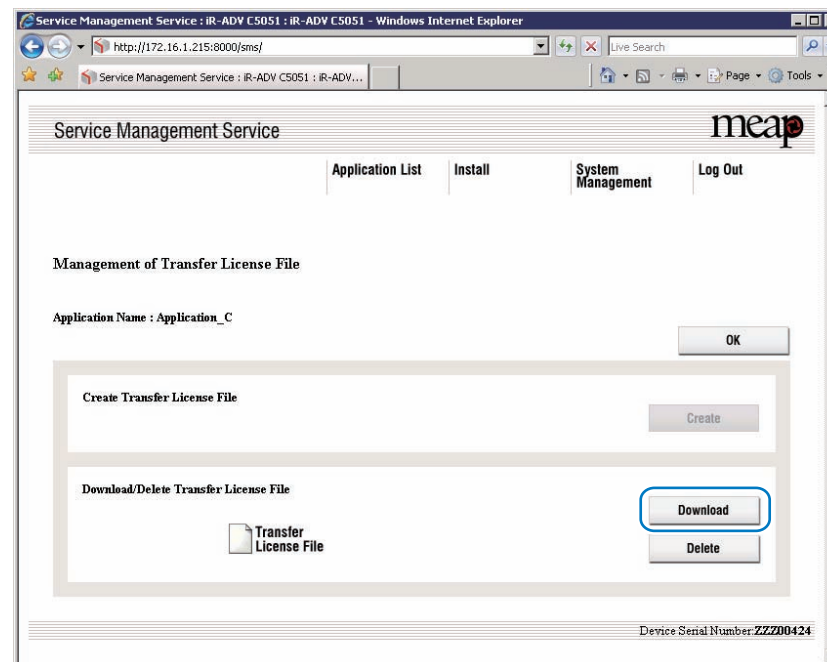 Service Management Service : iR-ADV C5051 : iR-ADV C5051 - Windows Internet Explorer
http://172.16.1.215:8000/sms/
Live Search
Service Management Service : iR-ADV C5051 : iR-ADV...
Page
Tools
Service Management Service
meap
Application List
Install
System
Management
Log Out
Management of Transfer License File
Application Name : Application_C
OK
Create Transfer License File
Create
Download/Delete Transfer License File
Download
Transfer
License File
Delete
Device Serial Number:ZZZ00424